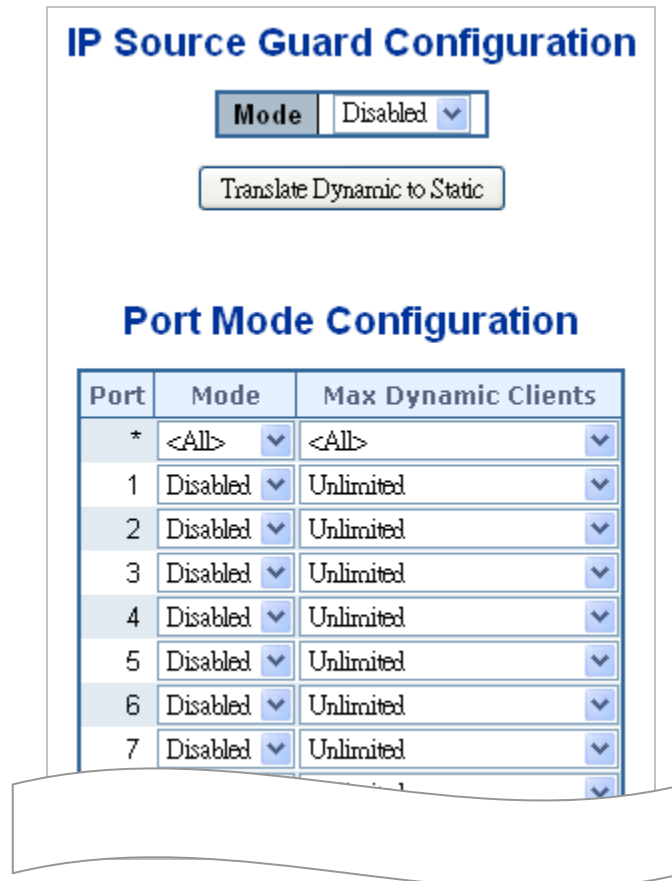 IP Source Guard Configuration
Mode Disabled
Translate Dynamic to Static
Port Mode Configuration
Port Mode Max Dynamic Clients
* <All> <All>
1 Disabled Unlimited
2 Disabled Unlimited
3 Disabled Unlimited
4 Disabled Unlimited
5 Disabled Unlimited
6 Disabled Unlimited
7 Disabled Unlimited